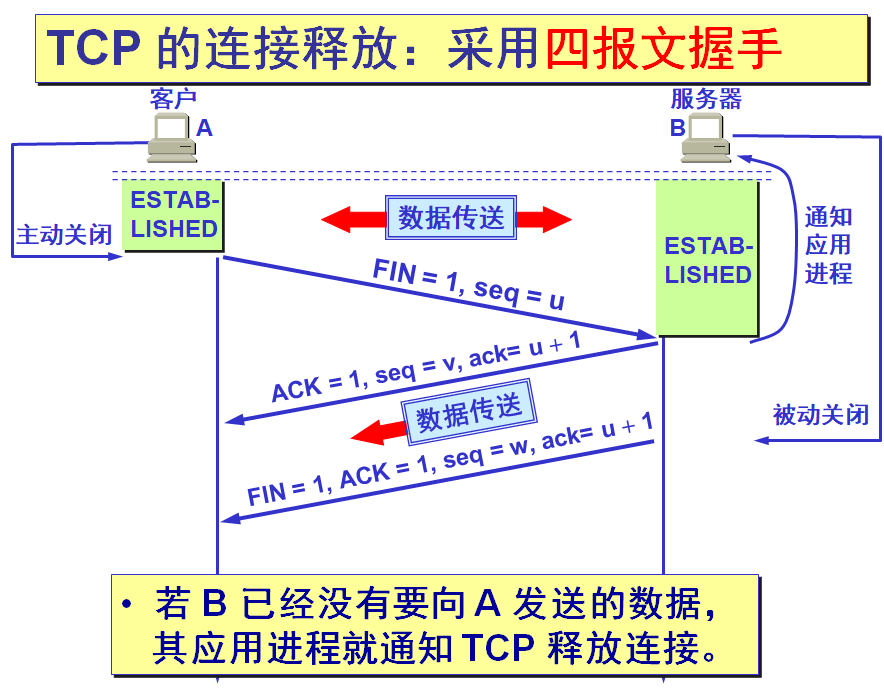 TCP 的连接释放：采用四报文握手
客户
A
服务器
B
ESTAB-
LISHED
数据传送
主动关闭
ESTAB-
LISHED
通知
应用
进程
FIN = 1, seq = u
ACK = 1, seq = v, ack= u + 1
数据传送
被动关闭
FIN = 1, ACK = 1, seq = w, ack= u + 1
• 若 B 已经没有要向 A 发送的数据，
其应用进程就通知 TCP 释放连接。